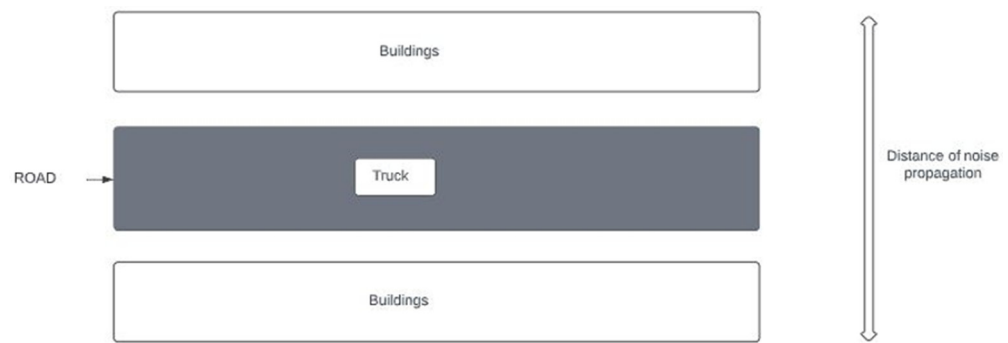 Buildings
ROAD
Truck
Distance of noise
propagation
Buildings